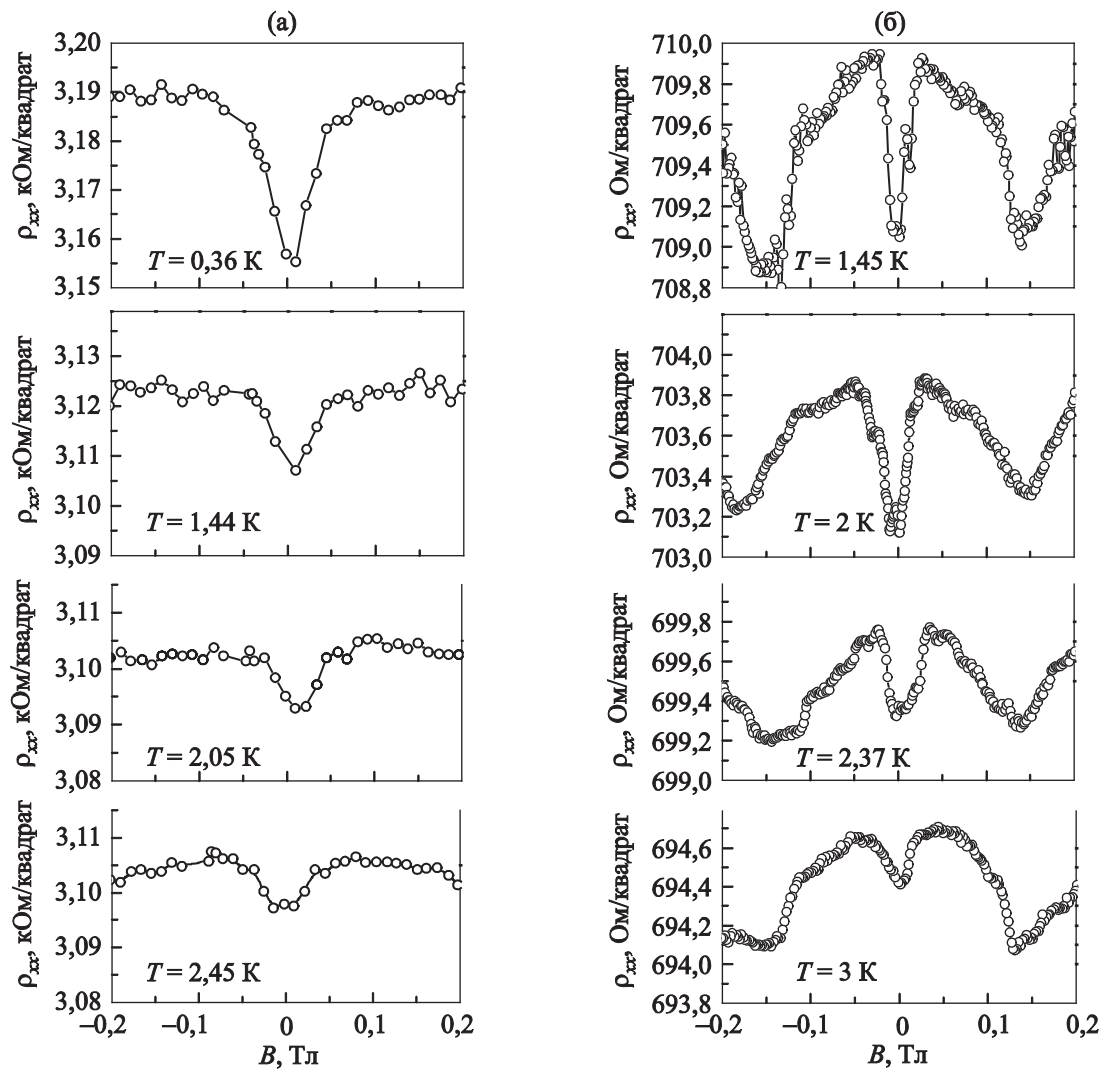 (а)
ρxx, кОм/квадрат
3,20
3,19
3,18
3,17
3,16
3,15
T = 0,36 К
ρxx, кОм/квадрат
3,13
3,12
3,11
3,10
3,09
T = 1,44 К
ρxx, кОм/квадрат
3,11
3,10
3,09
3,08
T = 2,05 К
ρxx, кОм/квадрат
3,11
3,10
3,09
3,08
T = 2,45 К
–0,2 –0,1 0 0,1 0,2
B, Тл
(б)
ρxx, Ом/квадрат
710,0
709,8
709,6
709,4
709,2
709,0
708,8
T = 1,45 К
ρxx, Ом/квадрат
704,0
703,8
703,6
703,4
703,2
703,0
T = 2 К
ρxx, Ом/квадрат
699,8
699,6
699,4
699,2
699,0
T = 2,37 К
ρxx, Ом/квадрат
694,6
694,4
694,2
694,0
693,8
T = 3 К
–0,2 –0,1 0 0,1 0,2
B, Тл